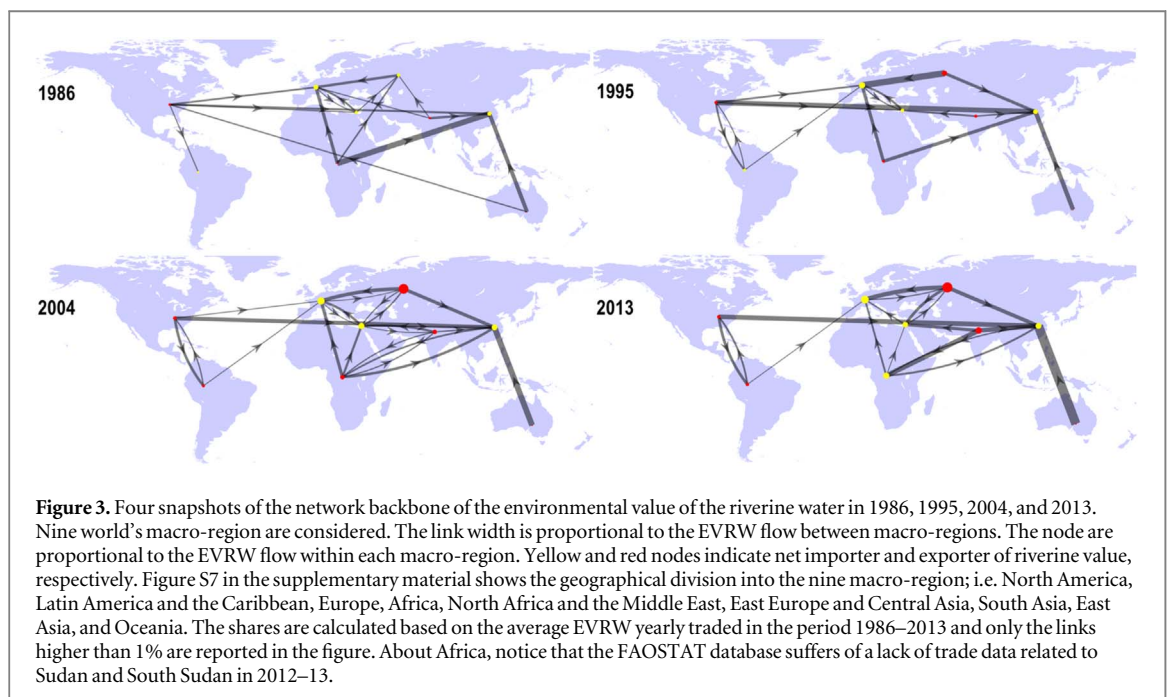 1986
1995
2004
2013
Figure 3. Four snapshots of the network backbone of the environmental value of the riverine water in 1986, 1995, 2004, and 2013.
Nine world's macro-region are considered. The link width is proportional to the EVRW flow between macro-regions. The node are
proportional to the EVRW flow within each macro-region. Yellow and red nodes indicate net importer and exporter of riverine value,
respectively. Figure S7 in the supplementary material shows the geographical division into the nine macro-region; i.e. North America,
Latin America and the Caribbean, Europe, Africa, North Africa and the Middle East, East Europe and Central Asia, South Asia, East
Asia, and Oceania. The shares are calculated based on the average EVRW yearly traded in the period 1986–2013 and only the links
higher than 1% are reported in the figure. About Africa, notice that the FAOSTAT database suffers of a lack of trade data related to
Sudan and South Sudan in 2012–13.